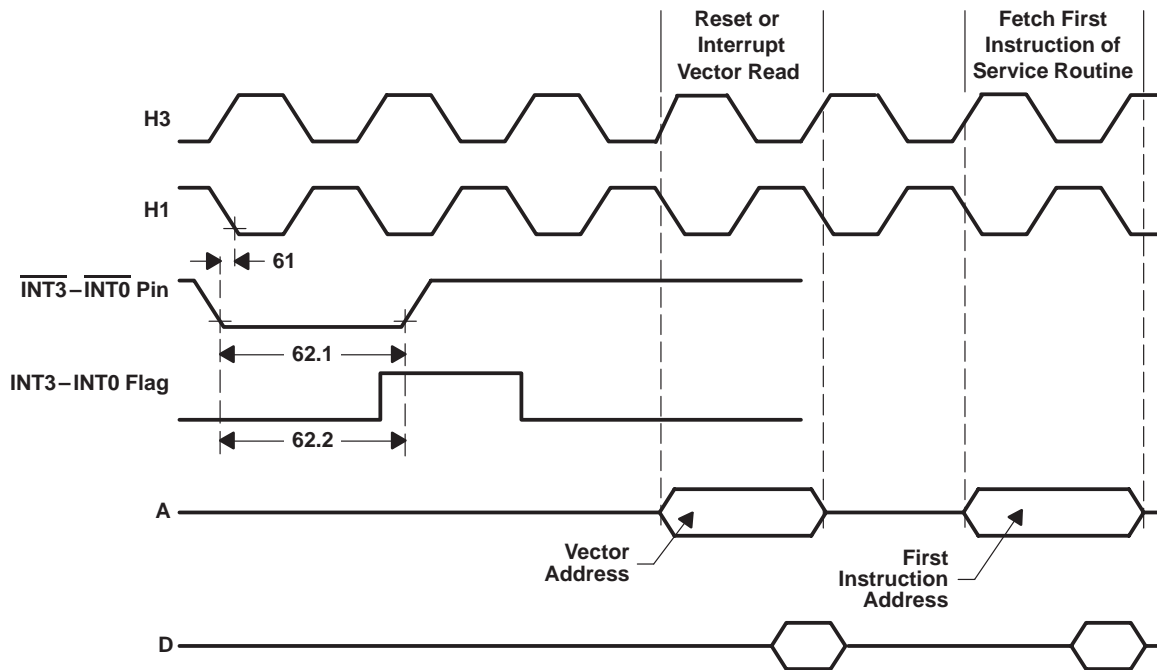 Reset or
Interrupt
Vector Read
Fetch First
Instruction of
Service Routine
H3
H1
61
INT3–INT0 Pin
62.1
INT3–INT0 Flag
62.2
A
Vector
Address
First
Instruction
Address
D